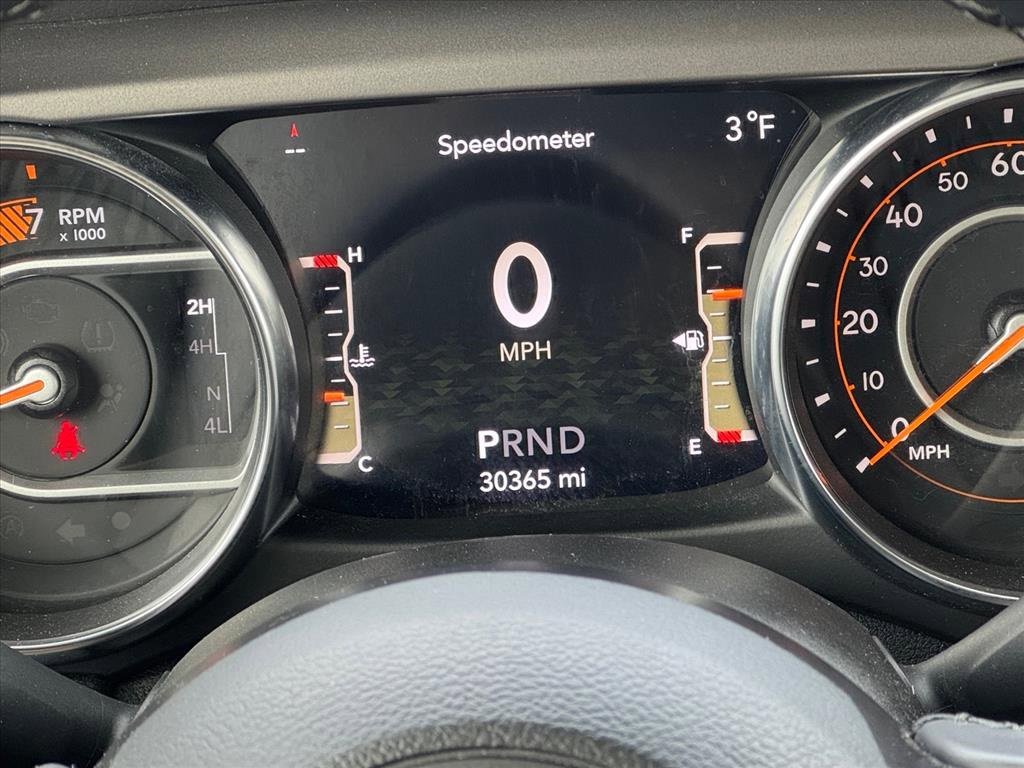 Speedometer
3°F
--
7
RPM
x 1000
H
C
2H
4H
N
4L
0
MPH
F
E
PRND
30365 mi
60
50
40
30
20
10
0
MPH